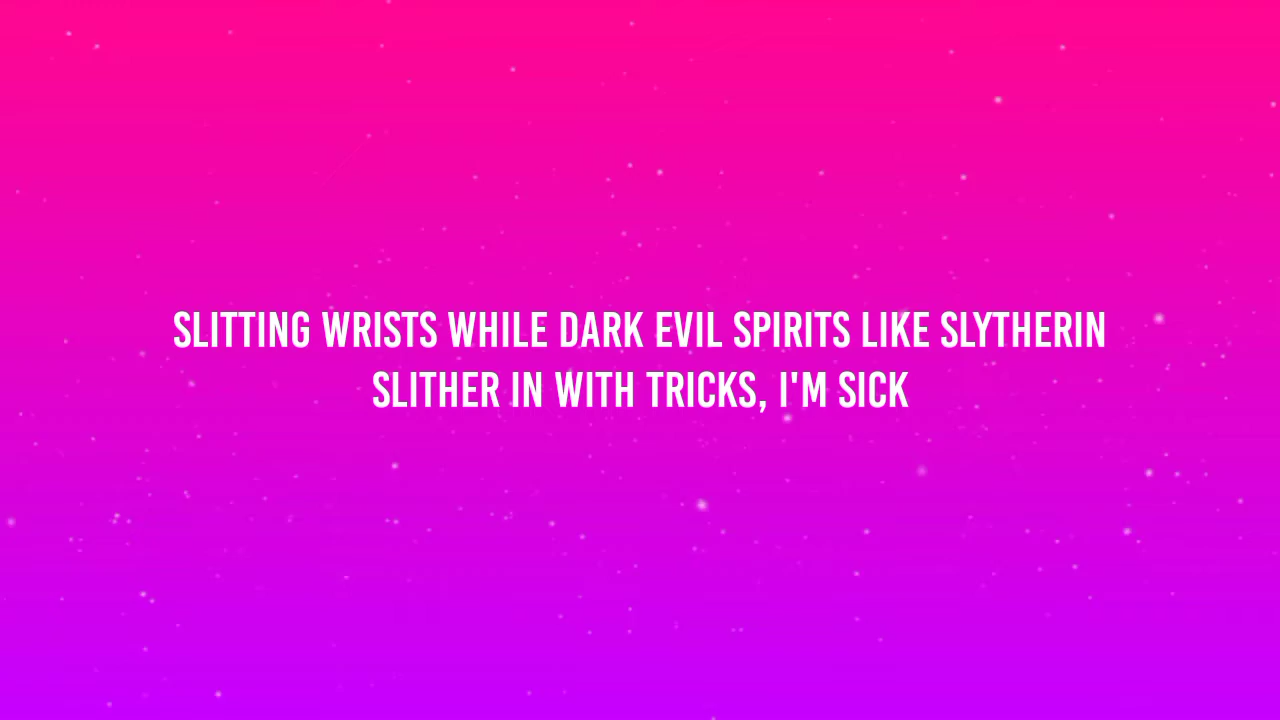 SLITTING WRISTS WHILE DARK EVIL SPIRITS LIKE SLYTHERIN
SLITHER IN WITH TRICKS, I'M SICK